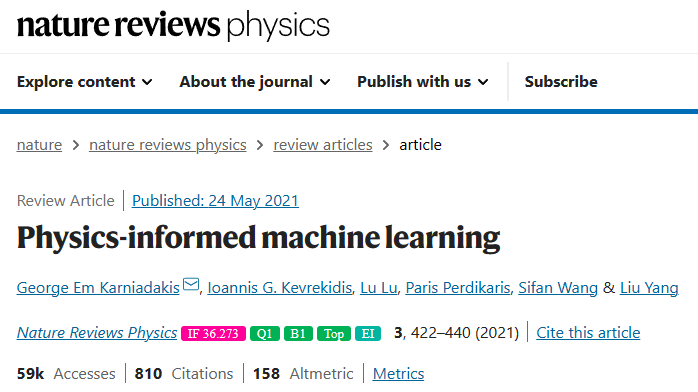 nature reviews physics
Explore content About the journal Publish with us Subscribe
nature > nature reviews physics > review articles > article
Review Article | Published: 24 May 2021
Physics-informed machine learning
George Em Karniadakis, Ioannis G. Kevrekidis, Lu Lu, Paris Perdikaris, Sifan Wang & Liu Yang
Nature Reviews Physics IF 36.273 Q1 B1 Top EI 3, 422–440 (2021) | Cite this article
59k Accesses | 810 Citations | 158 Altmetric | Metrics